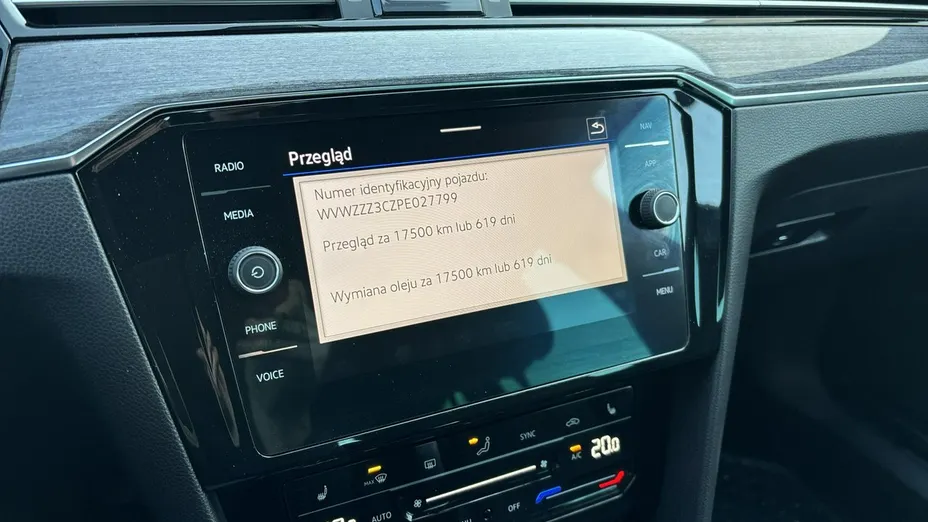 Przegląd
Numer identyfikacyjny pojazdu:
WVWZZZ3CZPE027799
Przegląd za 17500 km lub 619 dni
Wymiana oleju za 17500 km lub 619 dni
RADIO
MEDIA
PHONE
VOICE
NAV
APP
CAR
MENU
SYNC
A/C
20.0
MAX
AUTO
OFF